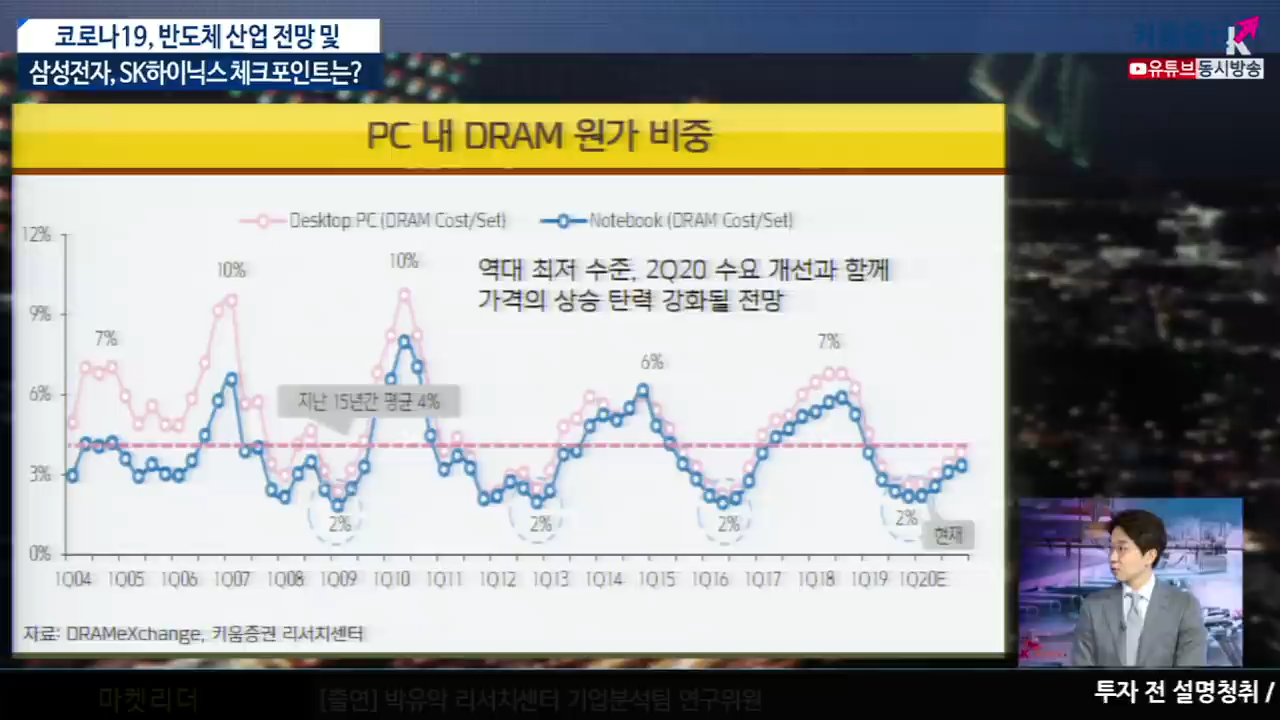 코로나19, 반도체 산업 전망 및
삼성전자, SK하이닉스 체크포인트는?
키움증
K
유튜브 동시방송
PC 내 DRAM 원가 비중
Desktop PC (DRAM Cost/Set)
Notebook (DRAM Cost/Set)
역대 최저 수준, 2Q20 수요 개선과 함께
가격의 상승 탄력 강화될 전망
12%
9%
6%
3%
0%
7%
10%
10%
6%
7%
지난 15년간 평균 4%
2%
2%
2%
2%
현재
1Q04 1Q05 1Q06 1Q07 1Q08 1Q09 1Q10 1Q11 1Q12 1Q13 1Q14 1Q15 1Q16 1Q17 1Q18 1Q19 1Q20E
자료: DRAMeXchange, 키움증권 리서치센터
마켓리더
[출연] 박유악 리서치센터 기업분석팀 연구위원
투자 전 설명청취 /